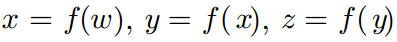 x = f(w), y = f(x), z = f(y)